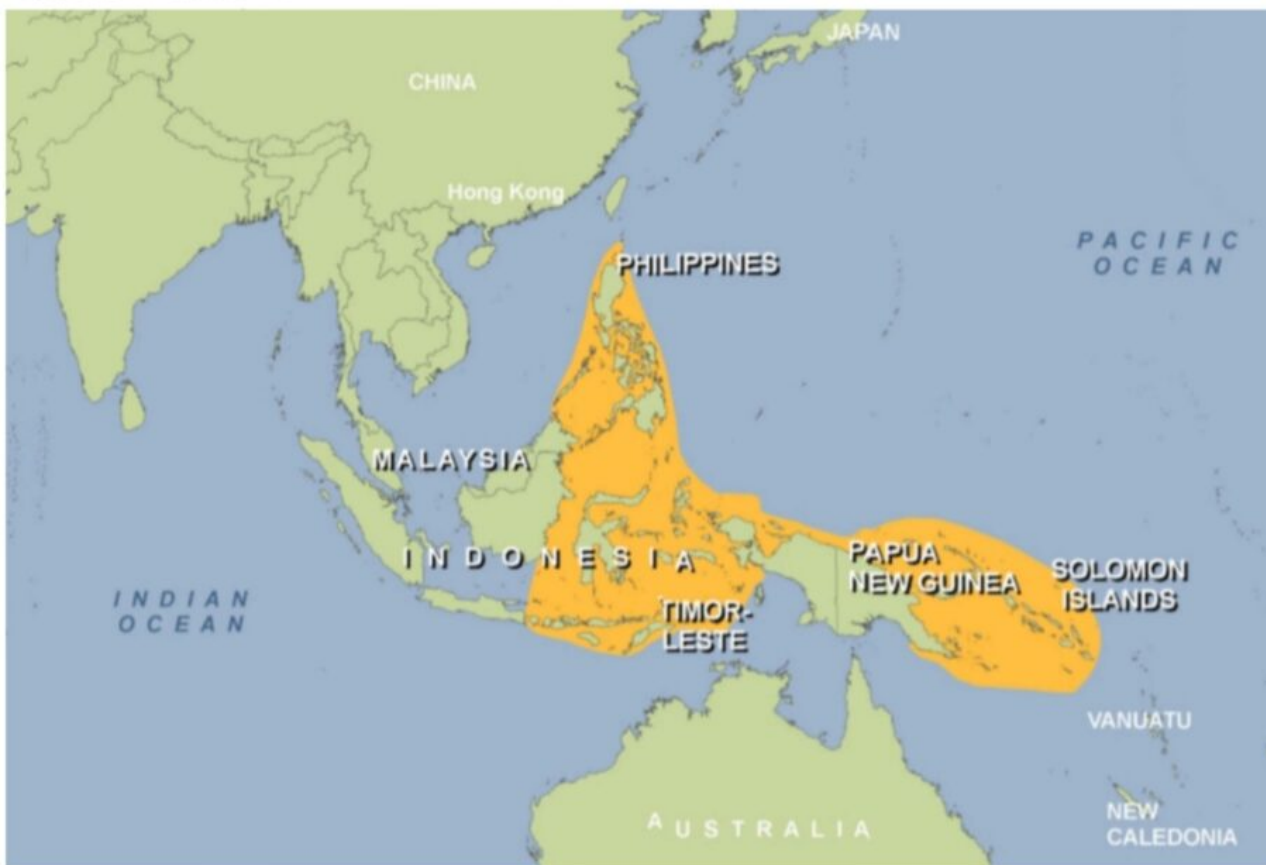 JAPAN
CHINA
Hong Kong
PACIFIC
OCEAN
PHILIPPINES
MALAYSIA
INDONESIA
PAPUA
NEW GUINEA
SOLOMON
ISLANDS
INDIAN
OCEAN
TIMOR-
LESTE
VANUATU
AUSTRALIA
NEW
CALEDONIA